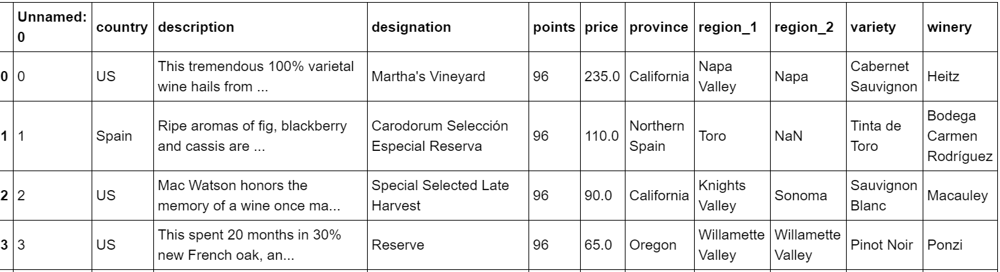 Unnamed: 0 country description designation points price province region_1 region_2 variety winery
0 0 US This tremendous 100% varietal wine hails from ... Martha's Vineyard 96 235.0 California Napa Valley Napa Cabernet Sauvignon Heitz
1 1 Spain Ripe aromas of fig, blackberry and cassis are ... Carodorum Selección Especial Reserva 96 110.0 Northern Spain Toro NaN Tinta de Toro Bodega Carmen Rodríguez
2 2 US Mac Watson honors the memory of a wine once ma... Special Selected Late Harvest 96 90.0 California Knights Valley Sonoma Sauvignon Blanc Macauley
3 3 US This spent 20 months in 30% new French oak, an... Reserve 96 65.0 Oregon Willamette Valley Willamette Valley Pinot Noir Ponzi